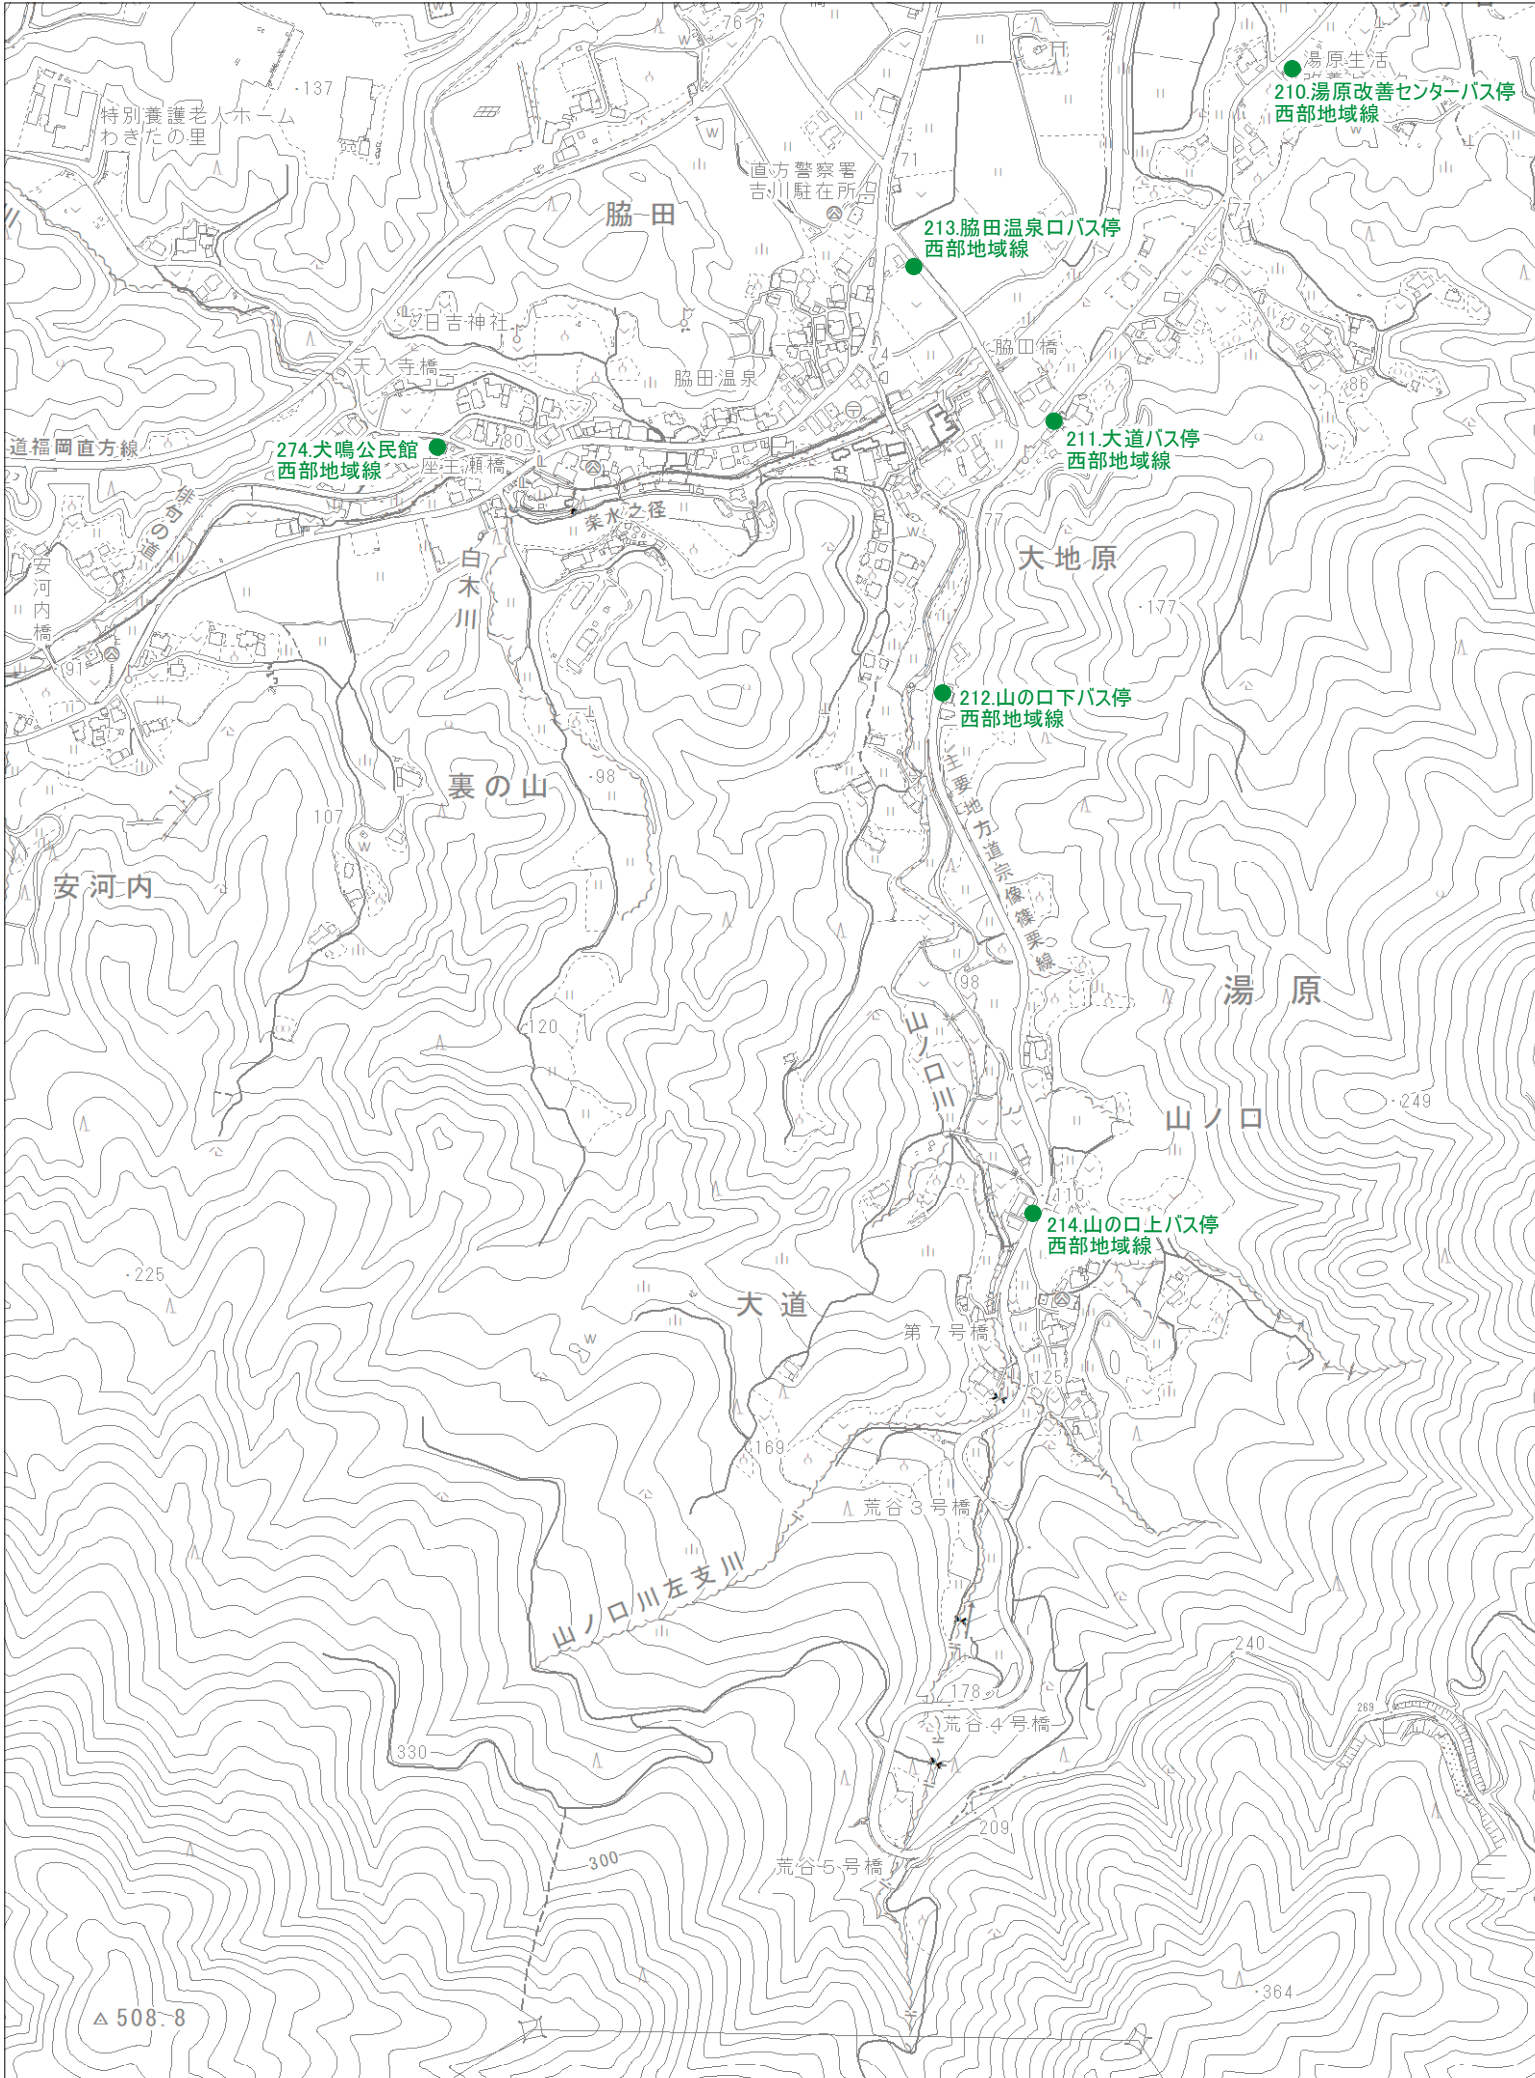 76
湯原生活
210.湯原改善センターバス停
西部地域線
137
特別養護老人ホーム
わきたの里
71
直方警察署
吉川駐在所
脇田
77
213.脇田温泉口バス停
西部地域線
日吉神社
天入寺橋
74
脇田橋
脇田温泉
86
道福岡直方線
274.犬鳴公民館
西部地域線
80
座主瀬橋
211.大道バス停
西部地域線
俳句の道
楽水之径
77
大地原
安河内橋
白木川
177
91
212.山の口下バス停
西部地域線
主要地方道宗像篠栗線
裏の山
98
107
安河内
98
湯原
120
山ノ口川
249
山ノ口
110
214.山の口上バス停
西部地域線
225
大道
第7号橋
125
169
荒谷3号橋
山ノ口川左支川
240
178
269
荒谷4号橋
330
209
300
荒谷5号橋
364
508.8